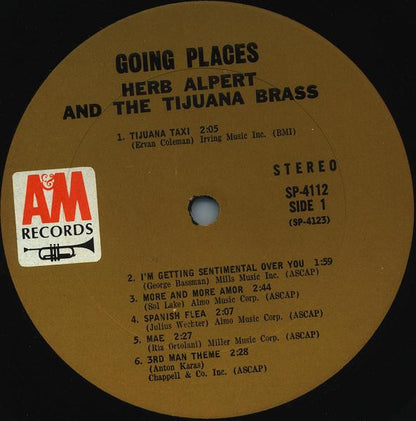 GOING PLACES
HERB ALPERT
AND THE TIJUANA BRASS
1. TIJUANA TAXI 2:05
(Ervan Coleman) Irving Music Inc. (BMI)
STEREO
SP-4112
SIDE 1
(SP-4123)
A&M
RECORDS
2. I'M GETTING SENTIMENTAL OVER YOU 1:59
(George Bassman) Mills Music Inc. (ASCAP)
3. MORE AND MORE AMOR 2:44
(Sol Lake) Almo Music Corp. (ASCAP)
4. SPANISH FLEA 2:07
(Julius Wechter) Almo Music Corp. (ASCAP)
5. MAE 2:27
(Ria Ortolani) Miller Music Corp. (ASCAP)
6. 3RD MAN THEME 2:28
(Anton Karas)
Chappell & Co. Inc. (ASCAP)